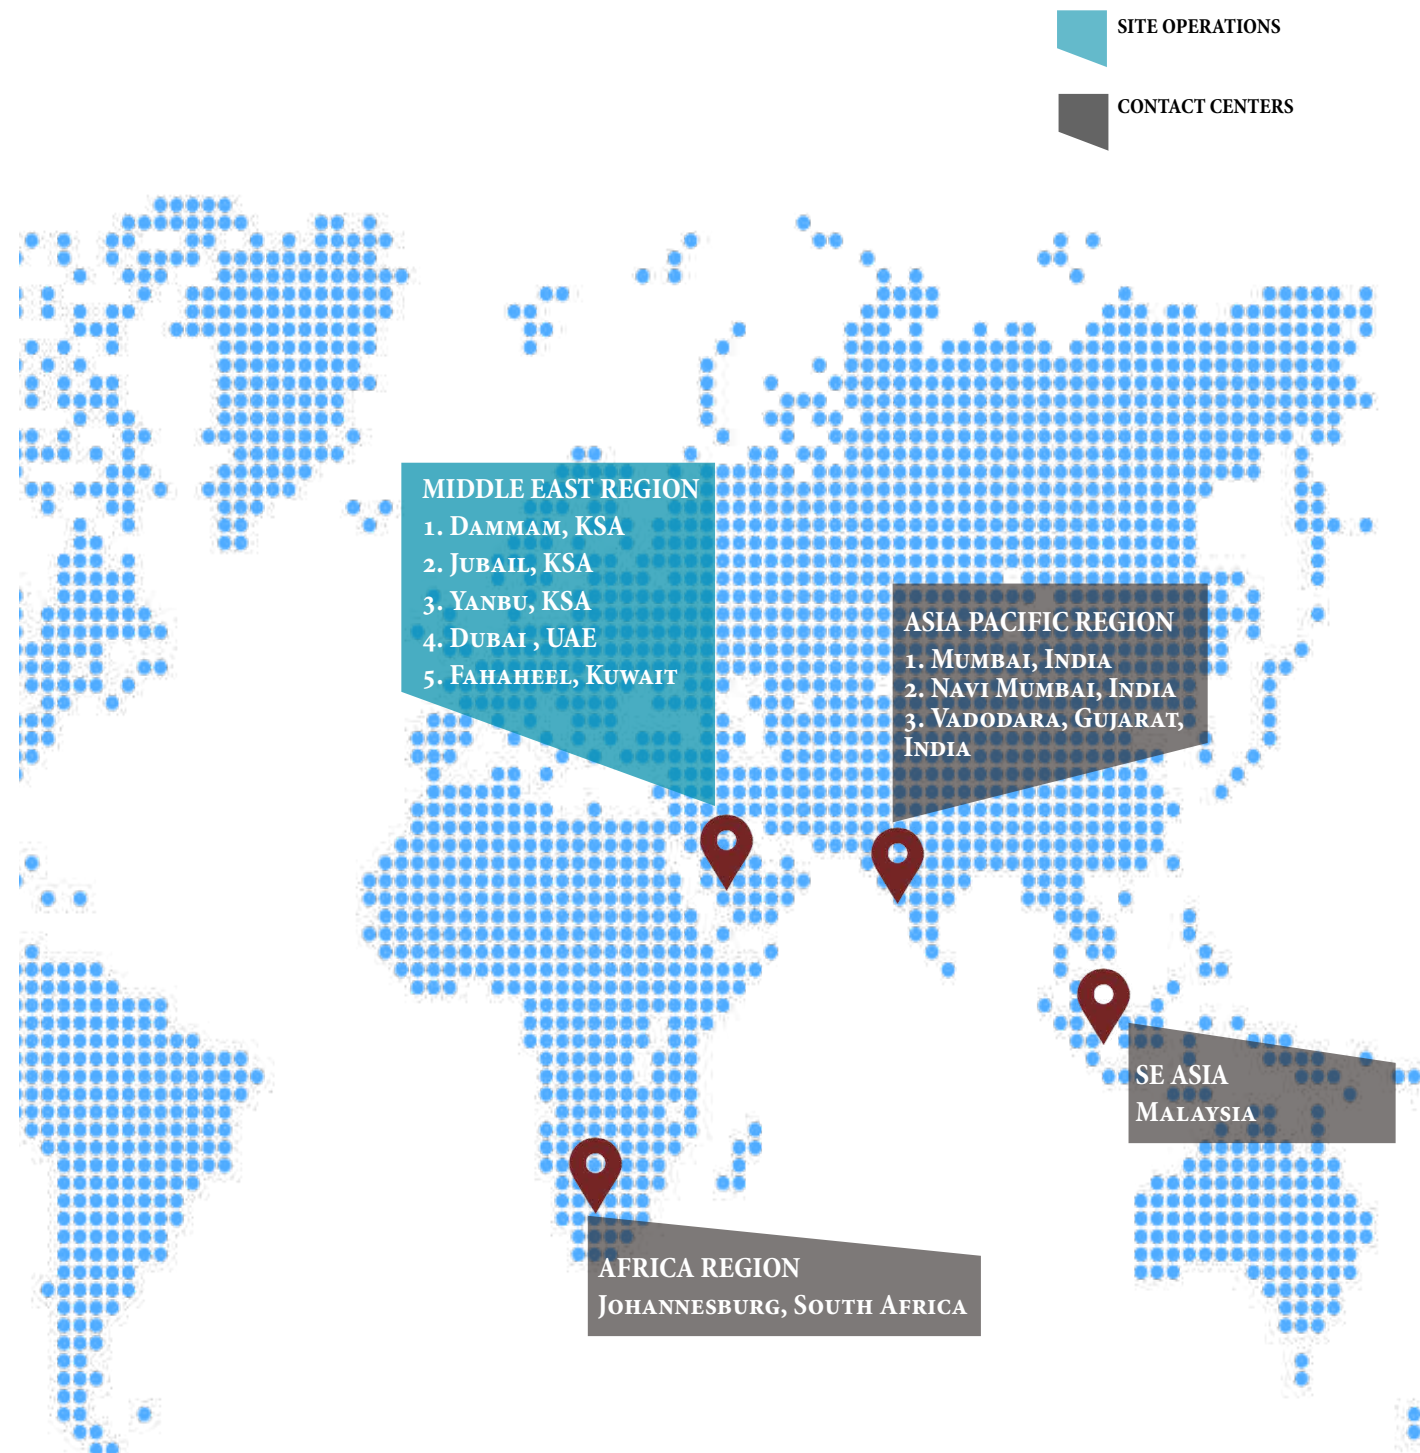 SITE OPERATIONS
CONTACT CENTERS
MIDDLE EAST REGION
1. Dammam, KSA
2. Jubail, KSA
3. Yanbu, KSA
4. Dubai , UAE
5. Fahaheel, Kuwait
ASIA PACIFIC REGION
1. Mumbai, India
2. Navi Mumbai, India
3. Vadodara, Gujarat,
India
SE ASIA
Malaysia
AFRICA REGION
Johannesburg, South Africa